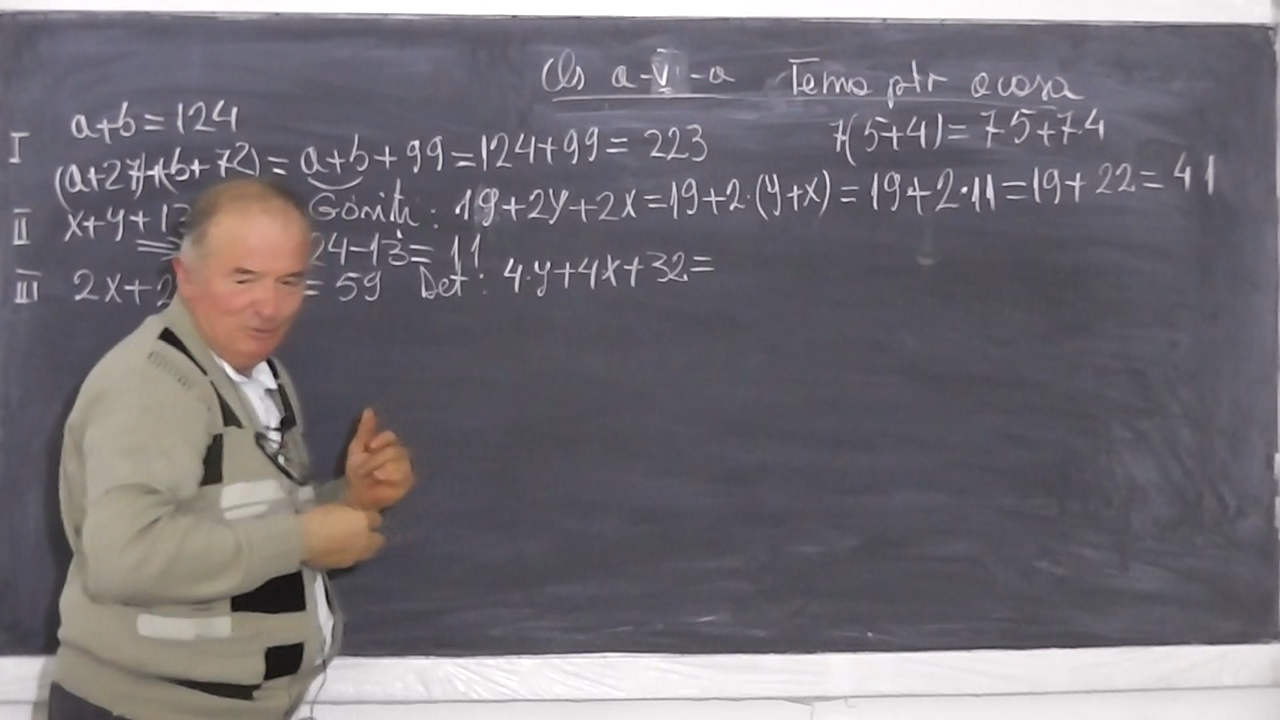 Cls a-VI-a Tema ptr acasa
I a+b=124 7(5+4)=7·5+7·4
(a+27)+(b+72)=a+b+99=124+99=223
II x+y+13 19+2y+2x=19+2·(y+x)=19+2·11=19+22=41
⇒ 24-13=11
III 2x+2 =59 Det: 4·y+4x+32=